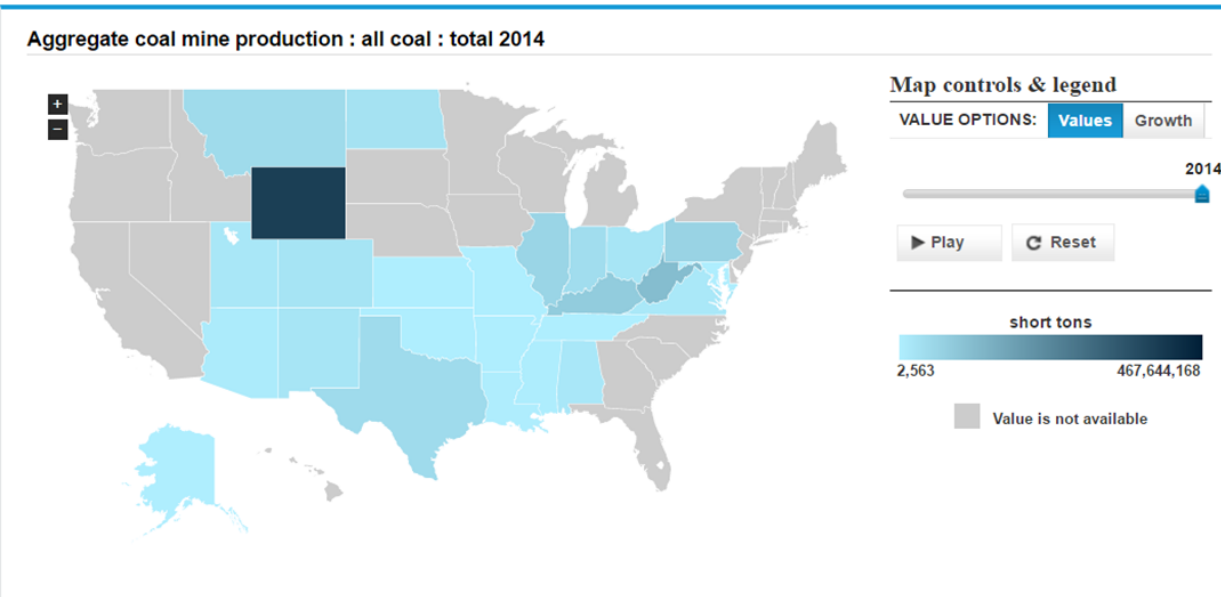 Aggregate coal mine production : all coal : total 2014
+
−
Map controls & legend
VALUE OPTIONS: Values Growth
2014
Play Reset
short tons
2,563 467,644,168
Value is not available